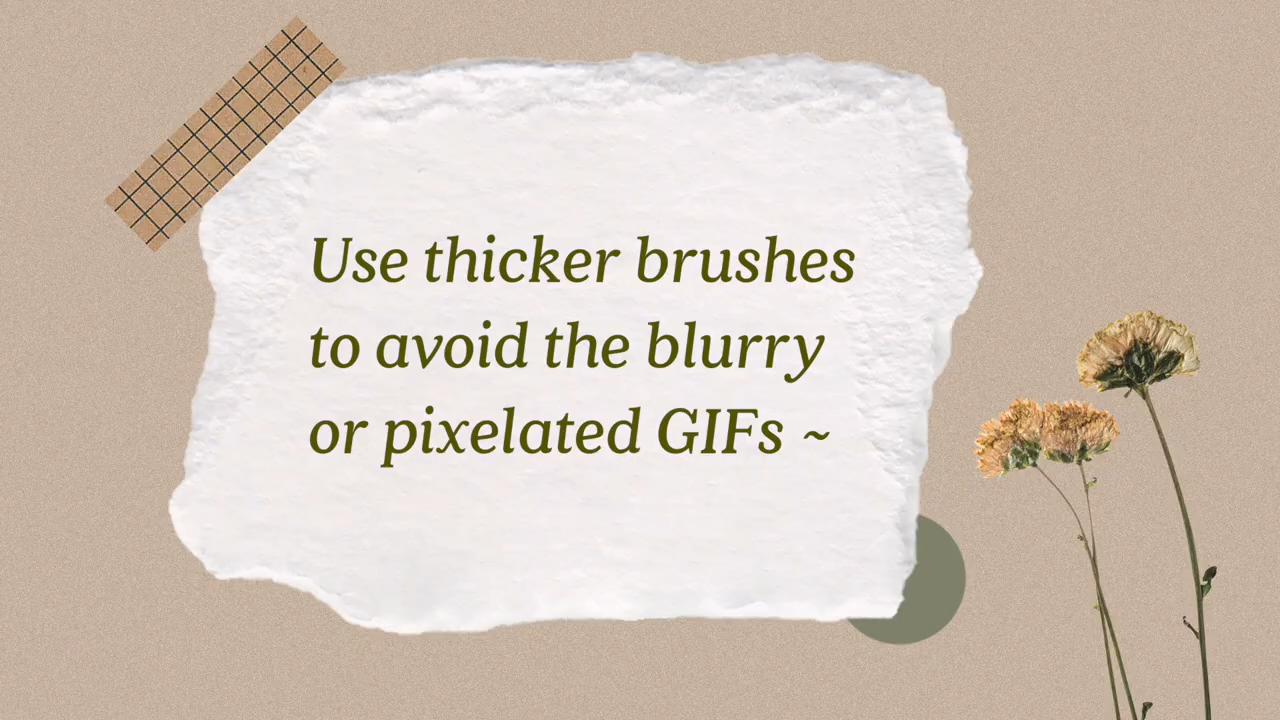 Use thicker brushes
to avoid the blurry
or pixelated GIFs ~